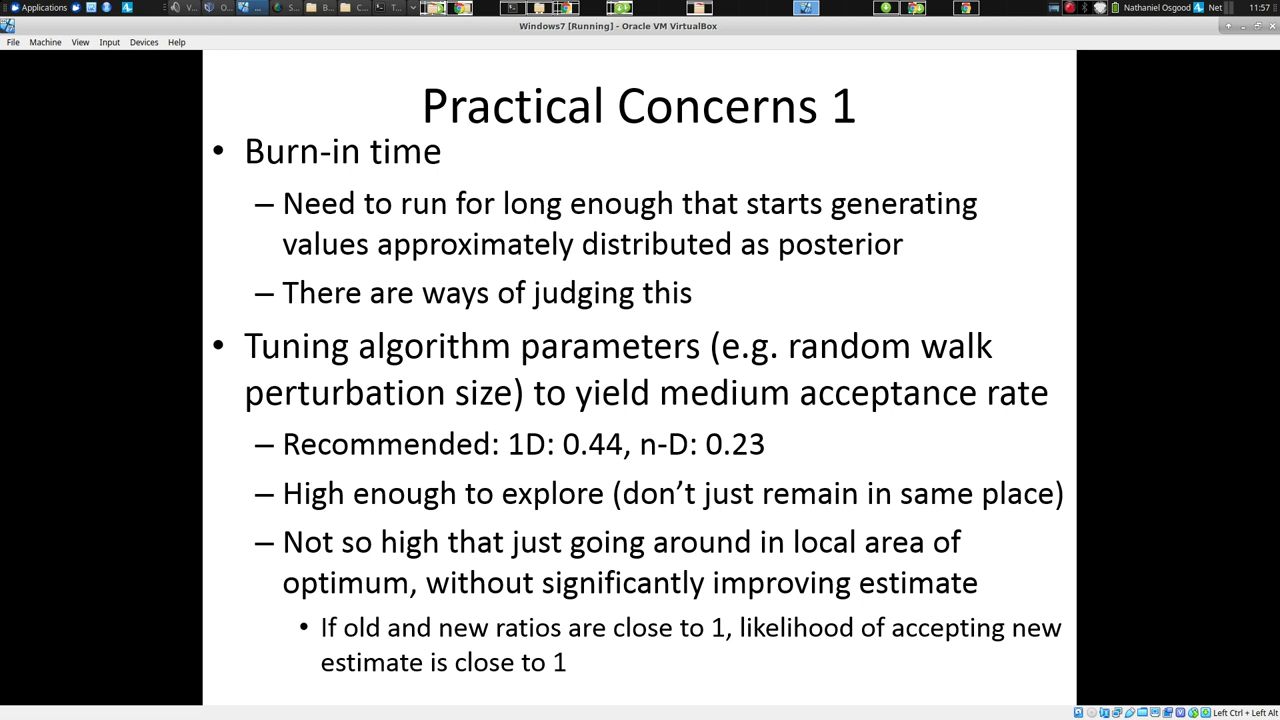 Applications
V...
O...
...
C...
S...
B...
C...
T...
Nathaniel Osgood
Net
11:57
Windows7 [Running] - Oracle VM VirtualBox
File Machine View Input Devices Help
Practical Concerns 1
• Burn-in time
– Need to run for long enough that starts generating
values approximately distributed as posterior
– There are ways of judging this
• Tuning algorithm parameters (e.g. random walk
perturbation size) to yield medium acceptance rate
– Recommended: 1D: 0.44, n-D: 0.23
– High enough to explore (don't just remain in same place)
– Not so high that just going around in local area of
optimum, without significantly improving estimate
• If old and new ratios are close to 1, likelihood of accepting new
estimate is close to 1
Left Ctrl + Left Alt